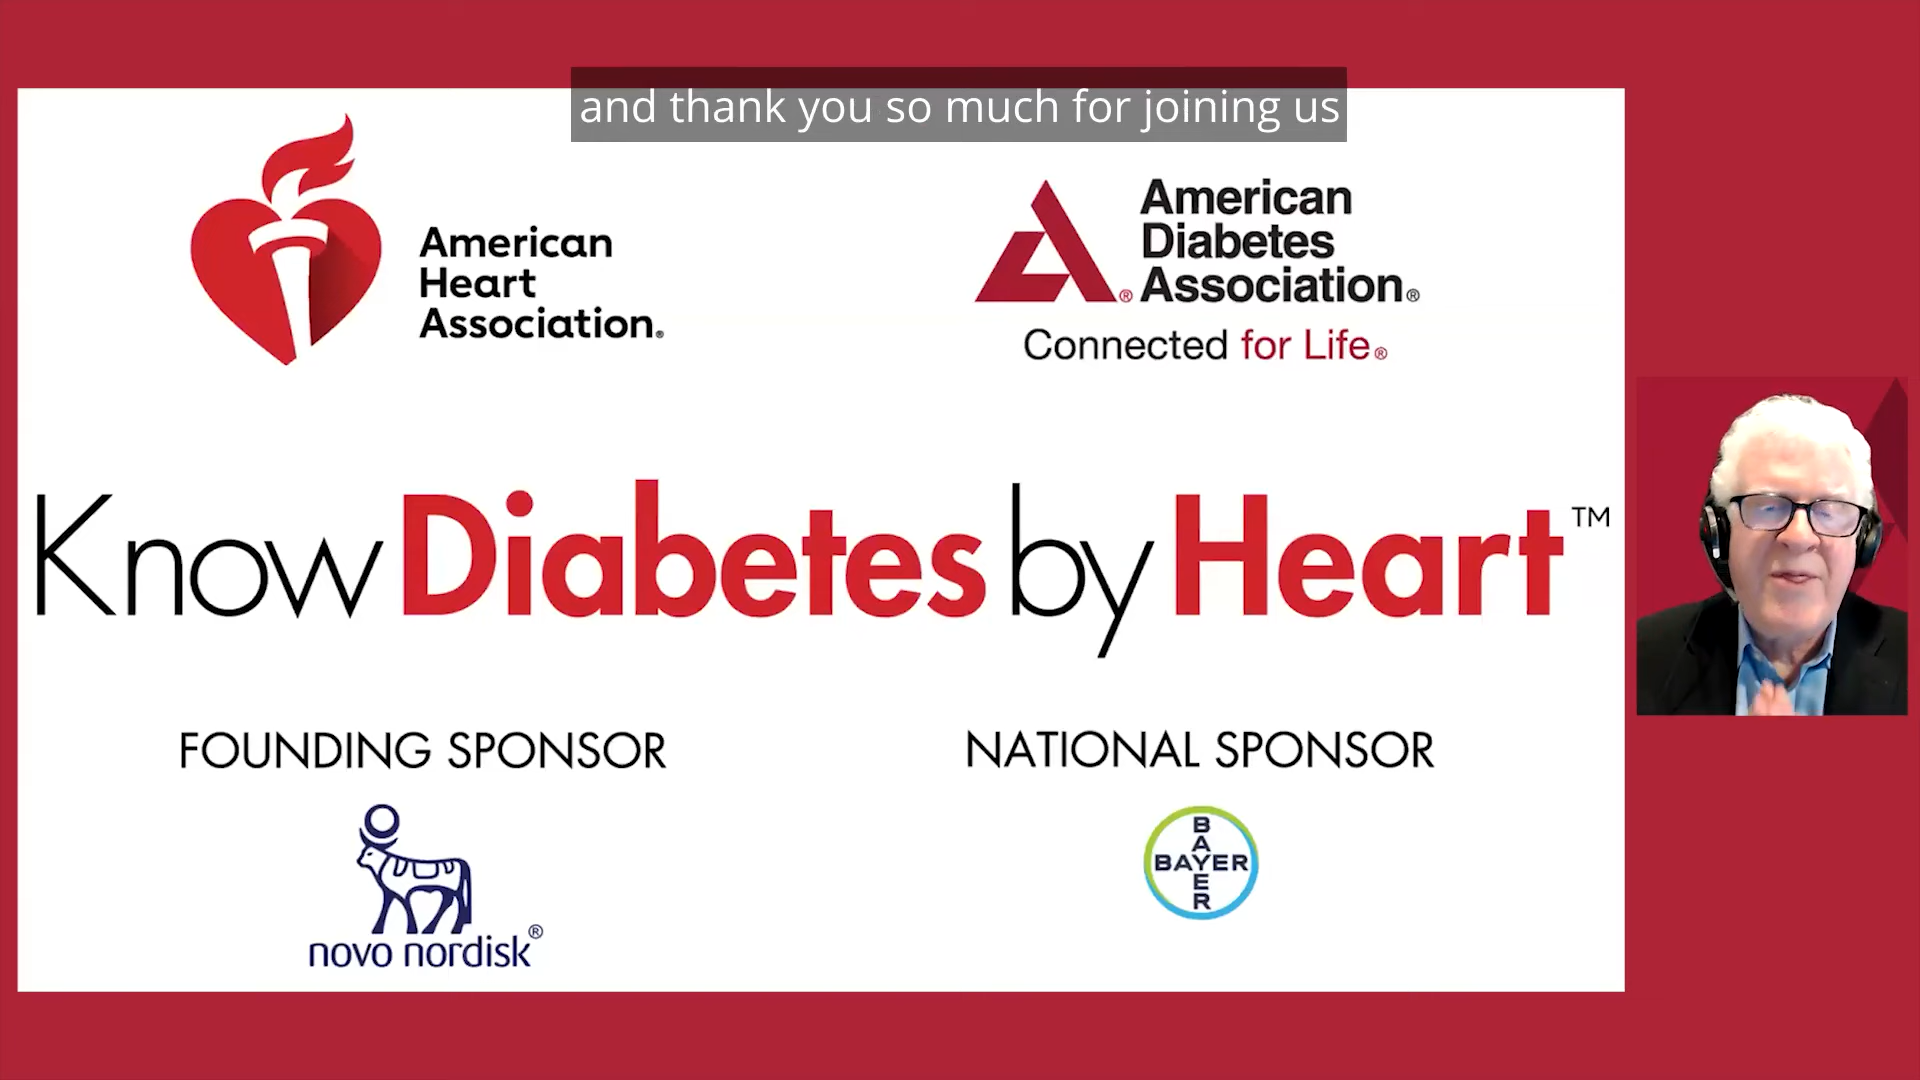 and thank you so much for joining us
American
Heart
Association®
American
Diabetes
Association®
®
Connected for Life®
Know Diabetes by Heart™
FOUNDING SPONSOR
NATIONAL SPONSOR
novo nordisk®
BAYER
BAYER